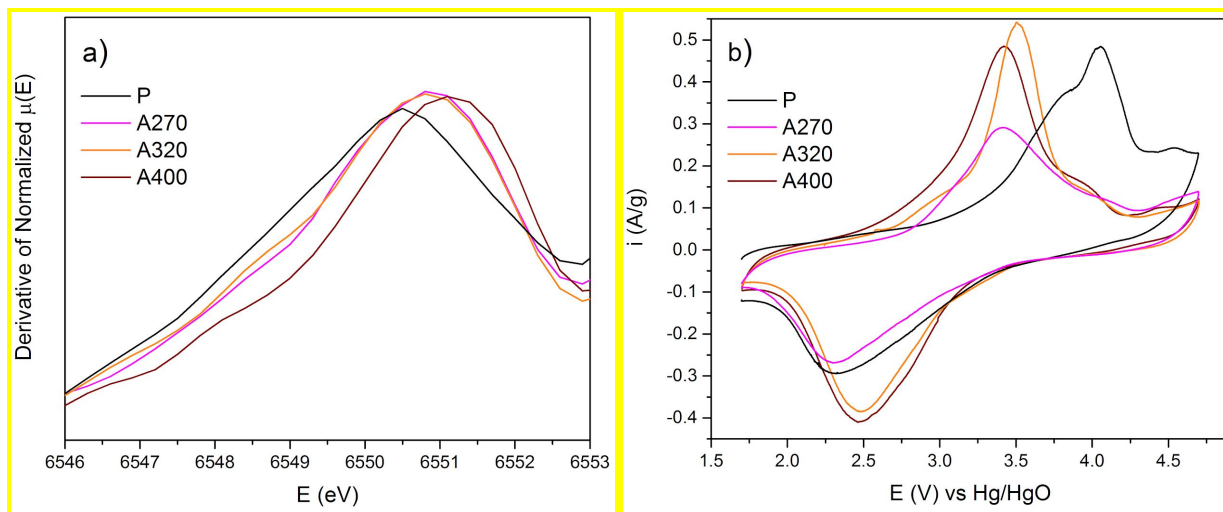 a)
P
A270
A320
A400
Derivative of Normalized μ(E)
6546 6547 6548 6549 6550 6551 6552 6553
E (eV)
b)
P
A270
A320
A400
i (A/g)
0.5
0.4
0.3
0.2
0.1
0.0
-0.1
-0.2
-0.3
-0.4
1.5 2.0 2.5 3.0 3.5 4.0 4.5
E (V) vs Hg/HgO